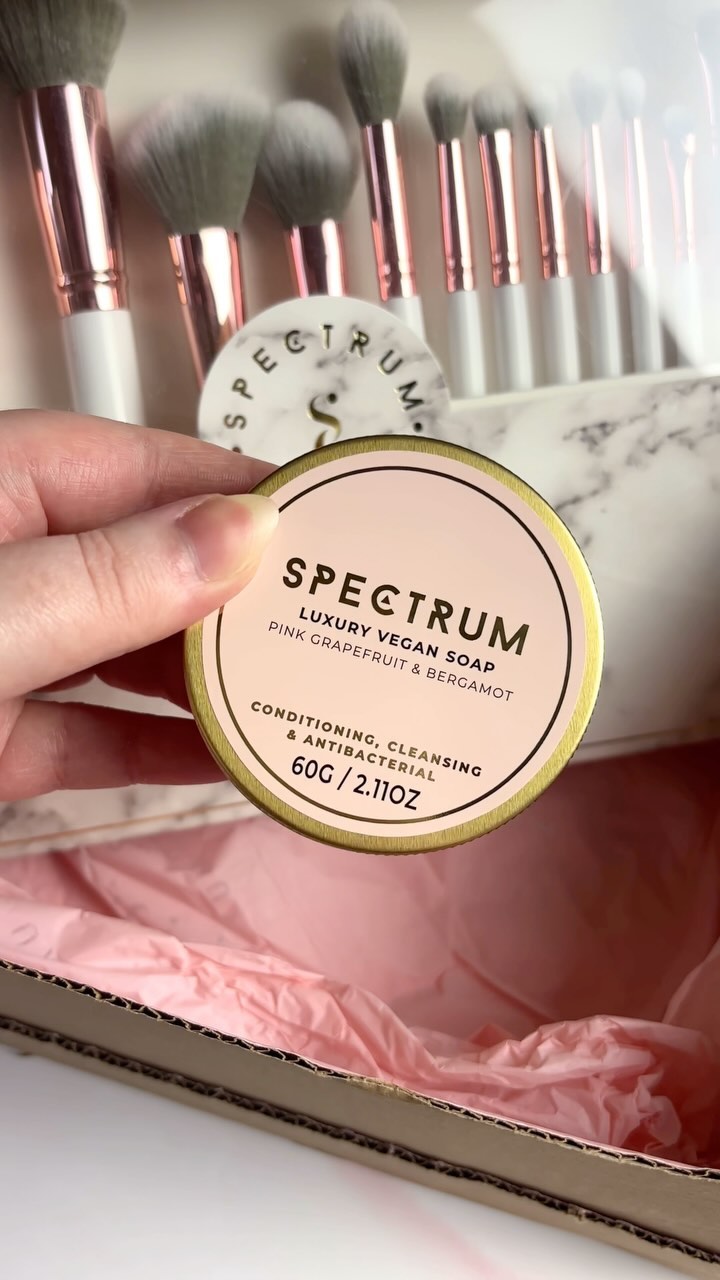 SPECTRUM
S
SPECTRUM
LUXURY VEGAN SOAP
PINK GRAPEFRUIT & BERGAMOT
CONDITIONING, CLEANSING
& ANTIBACTERIAL
60G / 2.11OZ